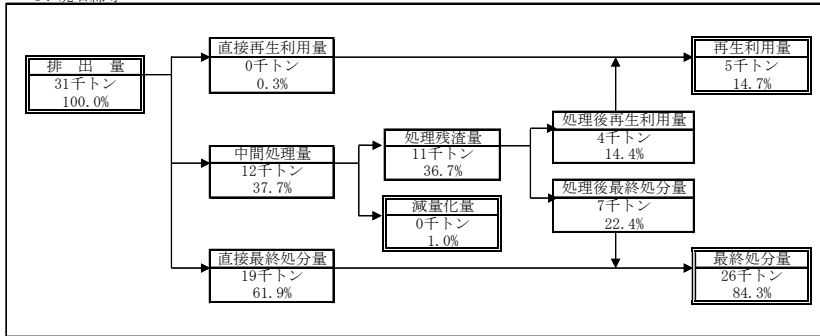 排 出 量
31千トン
100.0%
直接再生利用量
0千トン
0.3%
再生利用量
5千トン
14.7%
中間処理量
12千トン
37.7%
処理残渣量
11千トン
36.7%
処理後再生利用量
4千トン
14.4%
減量化量
0千トン
1.0%
処理後最終処分量
7千トン
22.4%
直接最終処分量
19千トン
61.9%
最終処分量
26千トン
84.3%